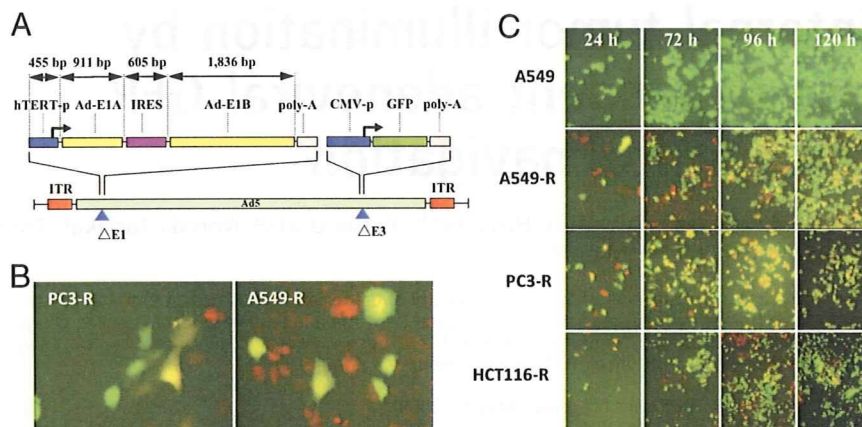 A
455 bp 911 bp 605 bp 1,836 bp
hTERT-p Ad-E1A IRES Ad-E1B poly-A CMV-p GFP poly-A
ITR Ad5 ITR
△E1 △E3
B
PC3-R A549-R
C
24 h 72 h 96 h 120 h
A549
A549-R
PC3-R
HCT116-R